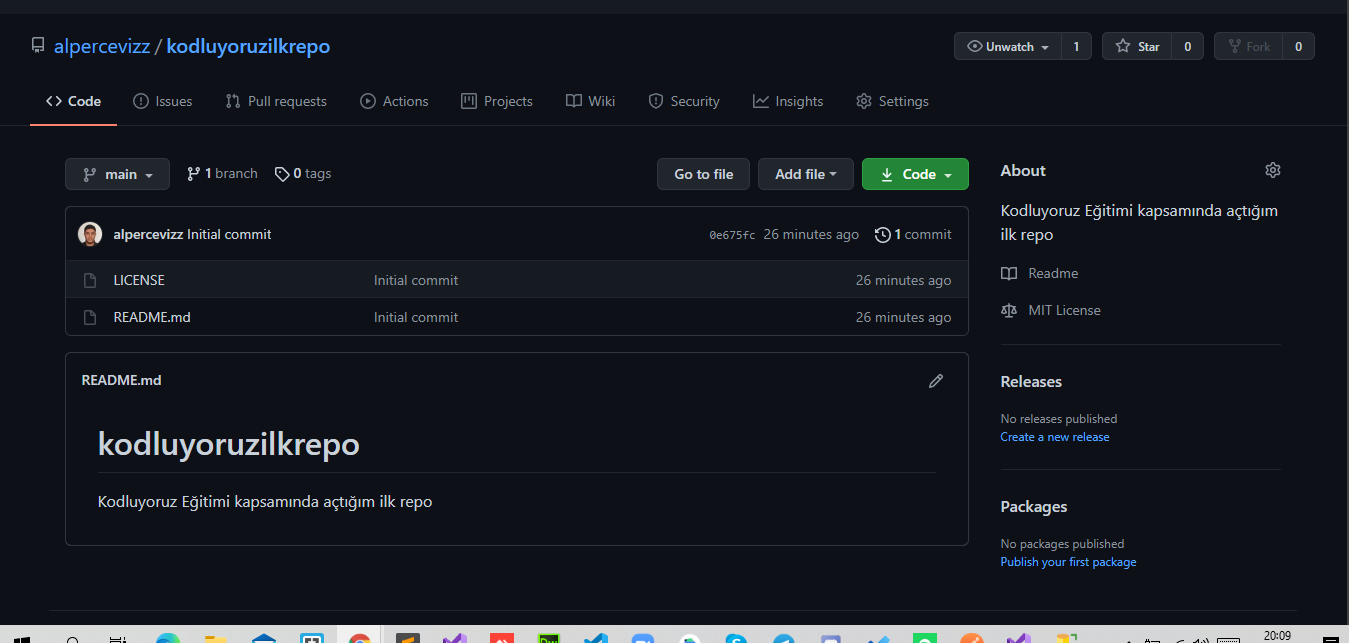 alpercevizz / kodluyoruzilkrepo
Unwatch 1 Star 0 Fork 0
Code Issues Pull requests Actions Projects Wiki Security Insights Settings
main 1 branch 0 tags Go to file Add file Code
alpercevizz Initial commit 0e675fc 26 minutes ago 1 commit
LICENSE Initial commit 26 minutes ago
README.md Initial commit 26 minutes ago
README.md
kodluyoruzilkrepo
Kodluyoruz Eğitimi kapsamında açtığım ilk repo
About
Kodluyoruz Eğitimi kapsamında açtığım
ilk repo
Readme
MIT License
Releases
No releases published
Create a new release
Packages
No packages published
Publish your first package
20:09